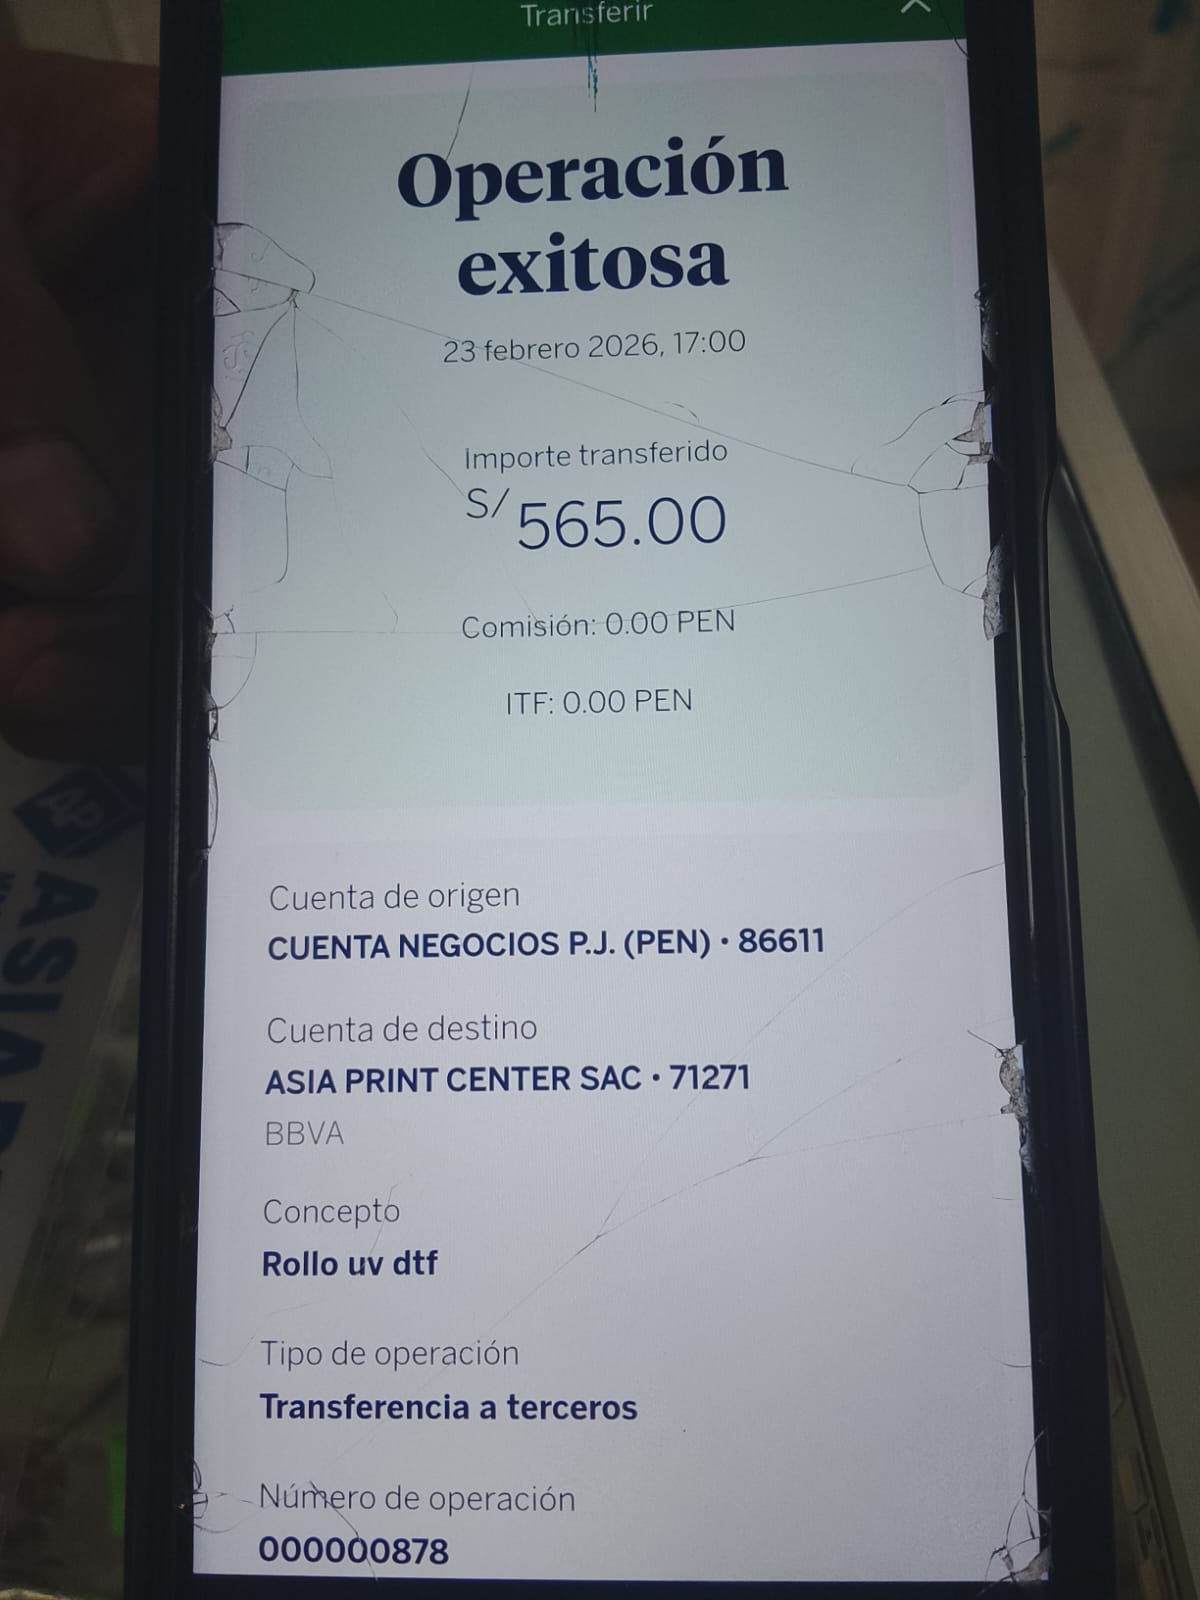 Transferir
Operación
exitosa
23 febrero 2026, 17:00
Importe transferido
S/ 565.00
Comisión: 0.00 PEN
ITF: 0.00 PEN
Cuenta de origen
CUENTA NEGOCIOS P.J. (PEN) • 86611
Cuenta de destino
ASIA PRINT CENTER SAC • 71271
BBVA
Concepto
Rollo uv dtf
Tipo de operación
Transferencia a terceros
Número de operación
000000878
AP
ASIA